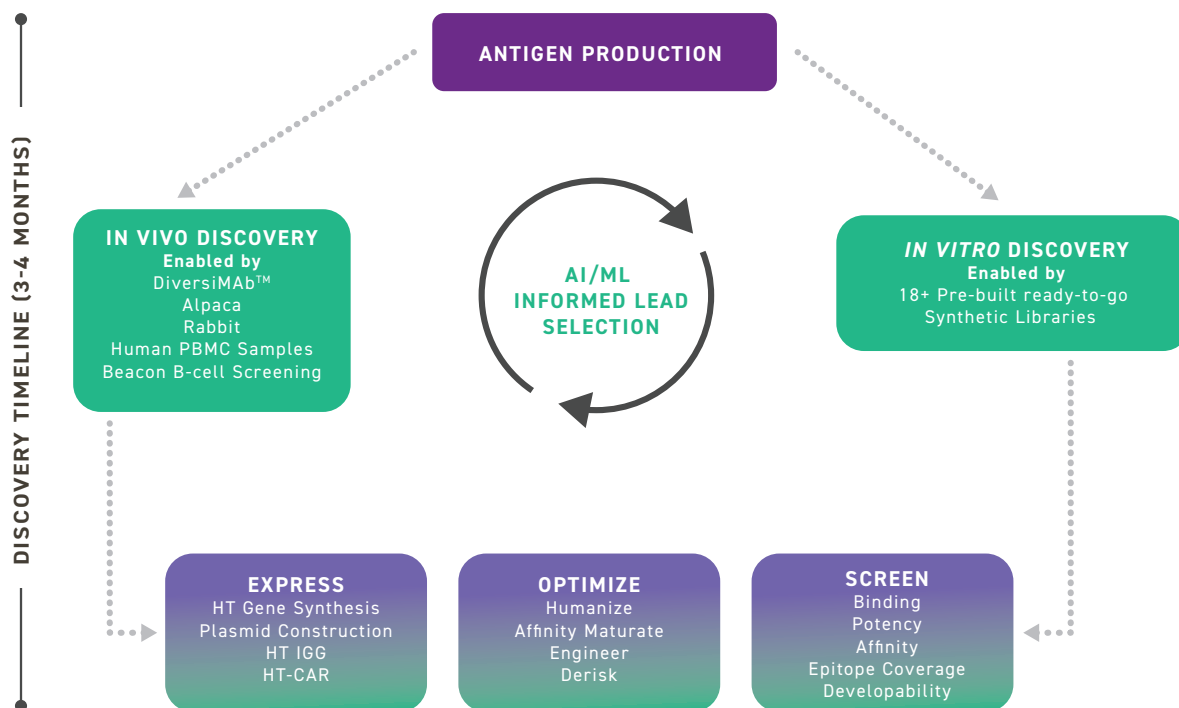 DISCOVERY TIMELINE (3-4 MONTHS)
ANTIGEN PRODUCTION
IN VIVO DISCOVERY
Enabled by
DiversiMAb™
Alpaca
Rabbit
Human PBMC Samples
Beacon B-cell Screening
AI/ML
INFORMED LEAD
SELECTION
IN VITRO DISCOVERY
Enabled by
18+ Pre-built ready-to-go
Synthetic Libraries
EXPRESS
HT Gene Synthesis
Plasmid Construction
HT IGG
HT-CAR
OPTIMIZE
Humanize
Affinity Maturate
Engineer
Derisk
SCREEN
Binding
Potency
Affinity
Epitope Coverage
Developability